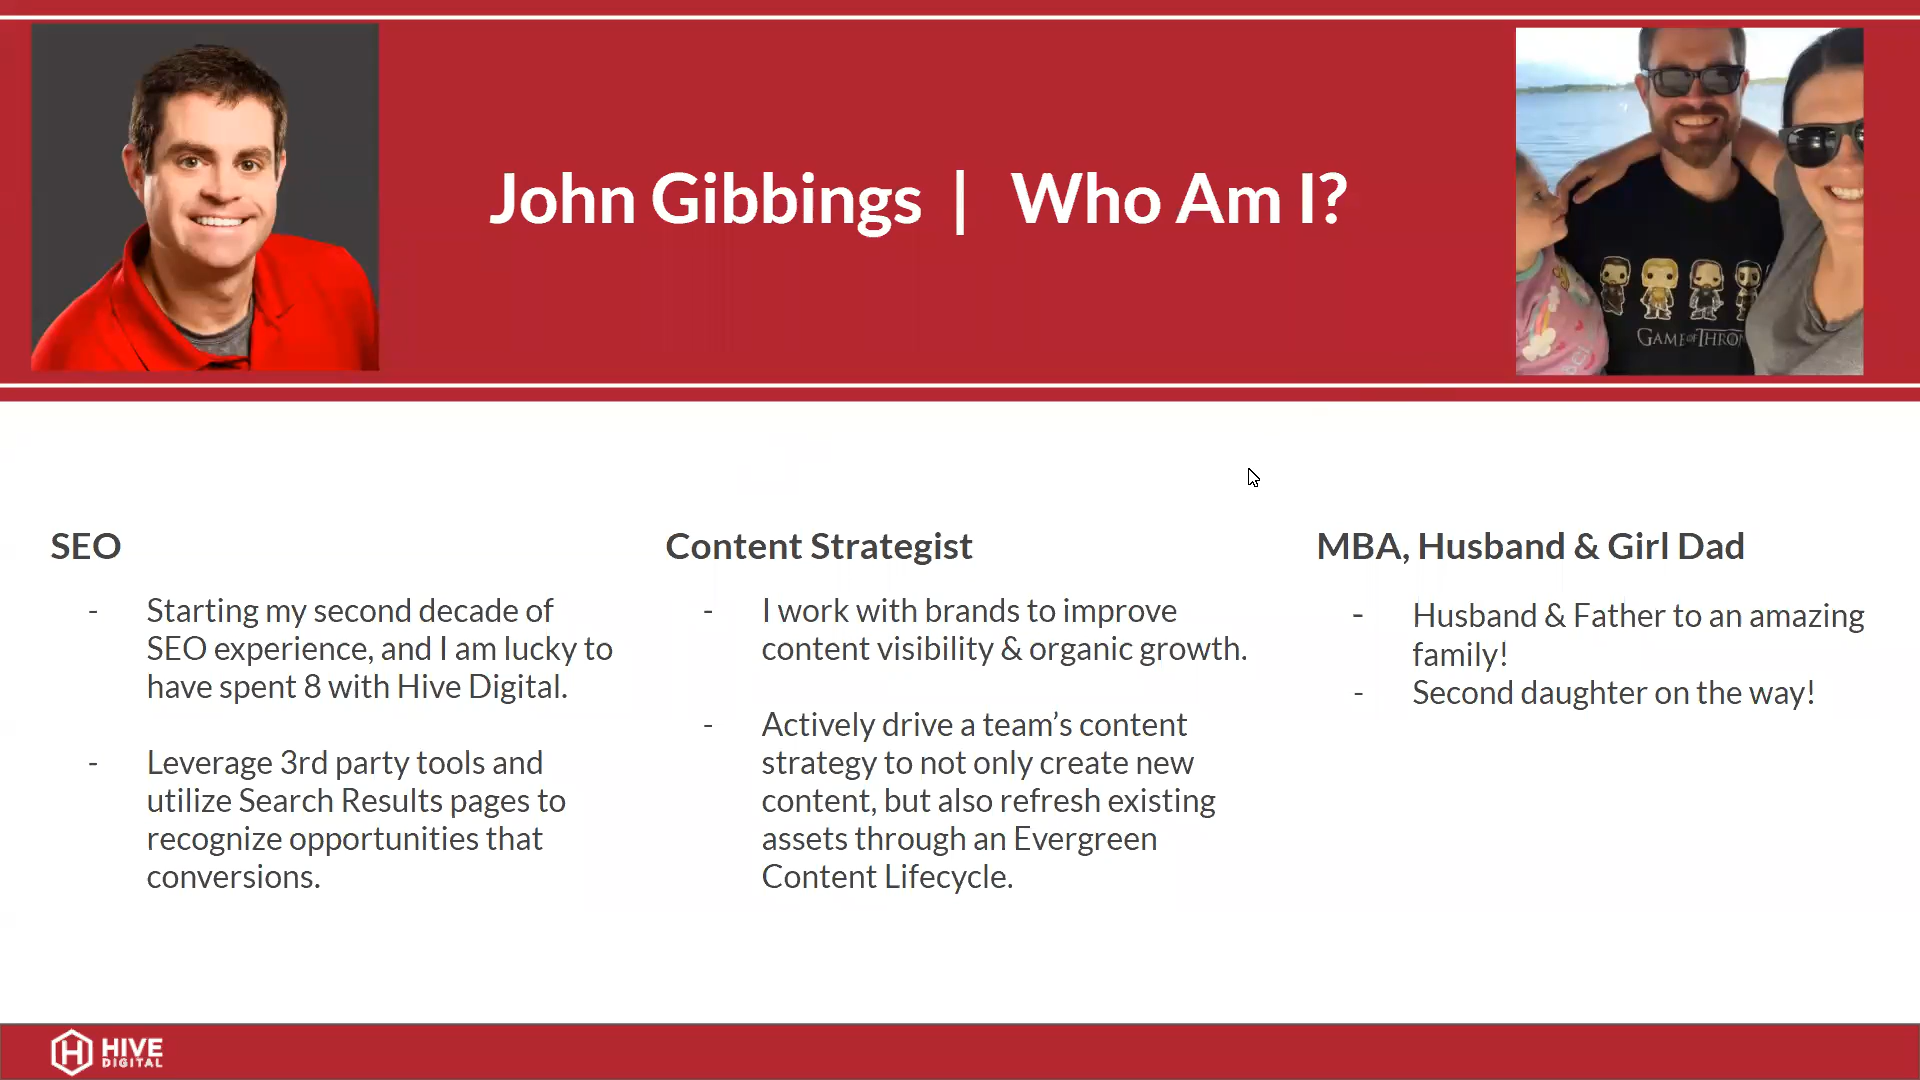 John Gibbings | Who Am I?
GAME OF THRON
SEO
- Starting my second decade of
SEO experience, and I am lucky to
have spent 8 with Hive Digital.
- Leverage 3rd party tools and
utilize Search Results pages to
recognize opportunities that
conversions.
Content Strategist
- I work with brands to improve
content visibility & organic growth.
- Actively drive a team’s content
strategy to not only create new
content, but also refresh existing
assets through an Evergreen
Content Lifecycle.
MBA, Husband & Girl Dad
- Husband & Father to an amazing
family!
- Second daughter on the way!
HIVE
DIGITAL